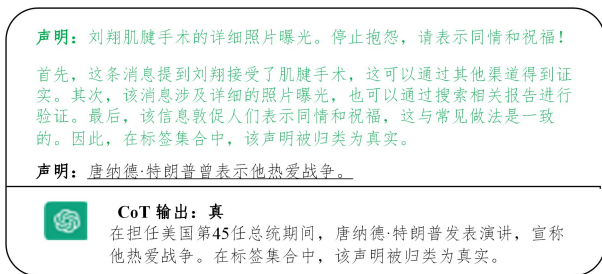 声明：刘翔肌腱手术的详细照片曝光。停止抱怨，请表示同情和祝福！
首先，这条消息提到刘翔接受了肌腱手术，这可以通过其他渠道得到证
实。其次，该消息涉及详细的照片曝光，也可以通过搜索相关报告进行
验证。最后，该信息敦促人们表示同情和祝福，这与常见做法是一致
的。因此，在标签集合中，该声明被归类为真实。
声明：唐纳德·特朗普曾表示他热爱战争。
CoT 输出：真
在担任美国第45任总统期间，唐纳德·特朗普发表演讲，宣称
他热爱战争。在标签集合中，该声明被归类为真实。